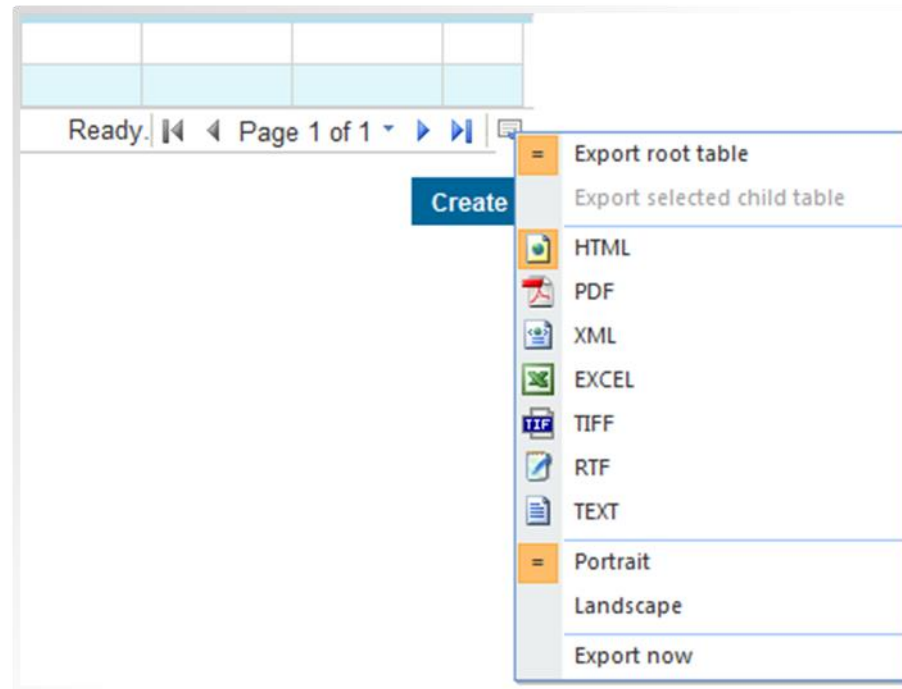 Ready. Page 1 of 1
Create
= Export root table
Export selected child table
HTML
PDF
XML
EXCEL
TIF TIFF
RTF
TEXT
= Portrait
Landscape
Export now